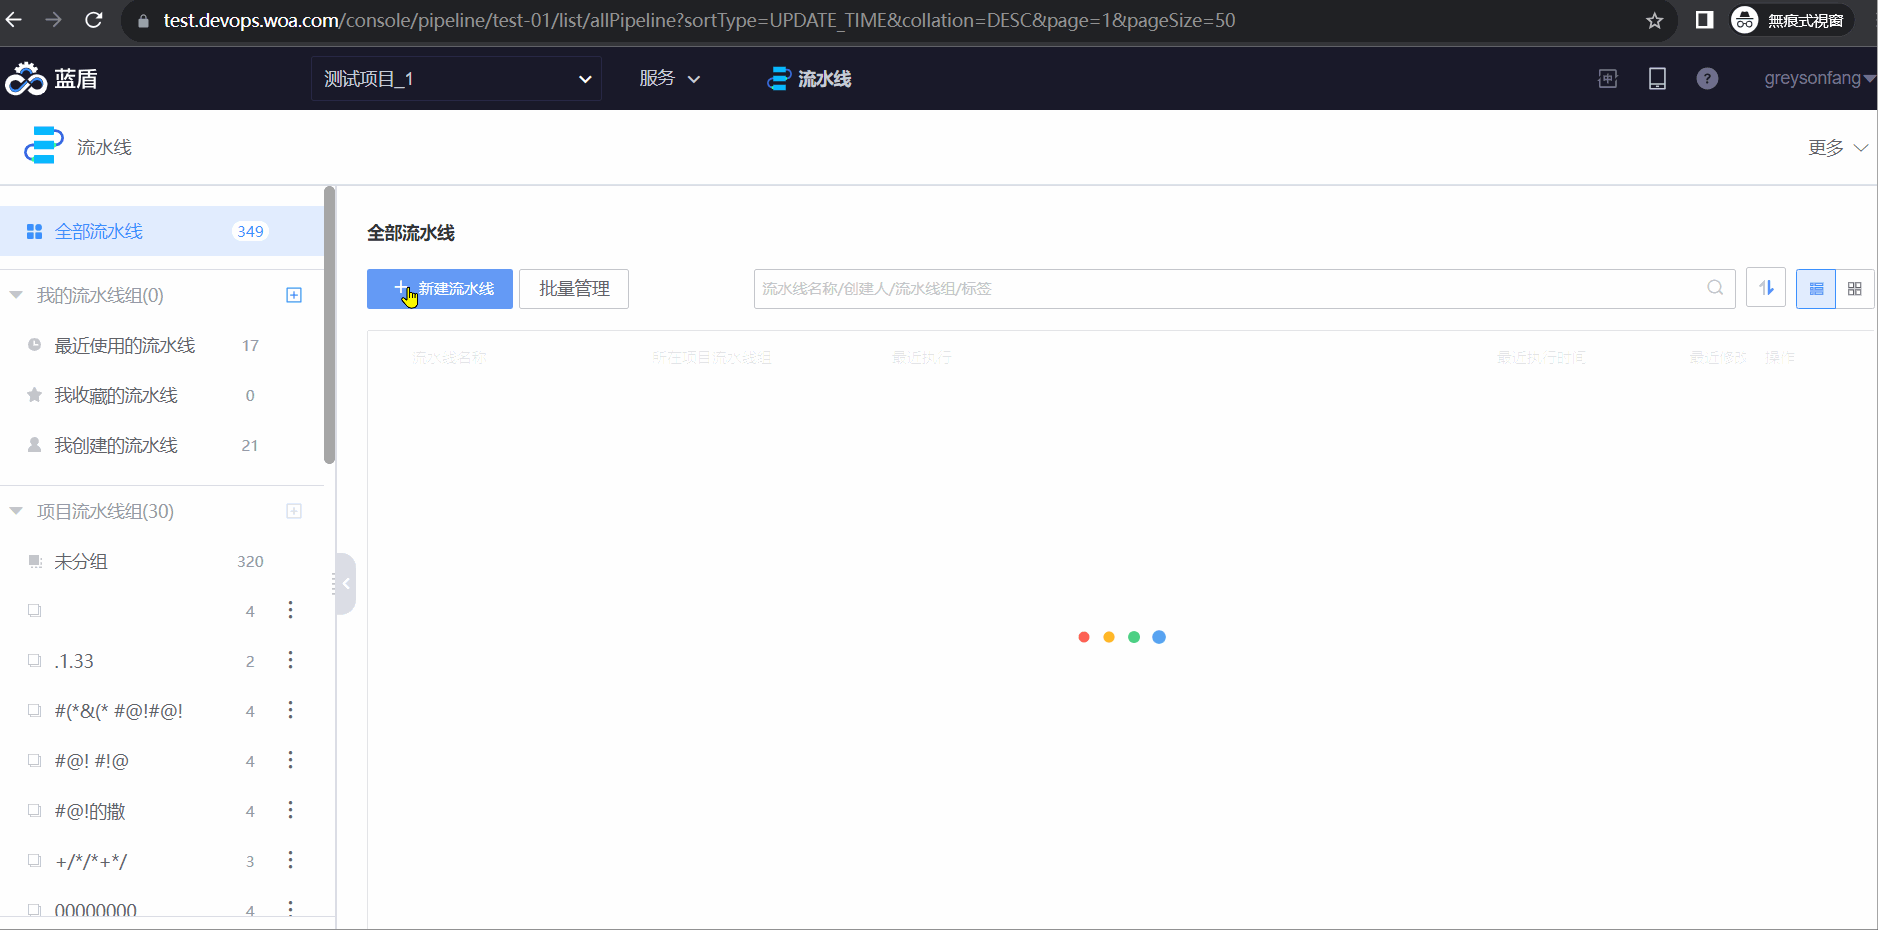 test.devops.woa.com/console/pipeline/test-01/list/allPipeline?sortType=UPDATE_TIME&collation=DESC&page=1&pageSize=50
無痕式視窗
蓝盾
测试项目_1
服务
流水线
greysonfang
流水线
更多
全部流水线 349
我的流水线组(0)
最近使用的流水线 17
我收藏的流水线 0
我创建的流水线 21
项目流水线组(30)
未分组 320
4
.1.33 2
#(*&(* #@!#@! 4
#@! #!@ 4
#@!的撒 4
+/*/*+*/ 3
00000000 4
全部流水线
新建流水线
批量管理
流水线名称/创建人/流水线组/标签
流水线名称 所在项目流水线组 最近执行 最近执行时间 最近修改 操作